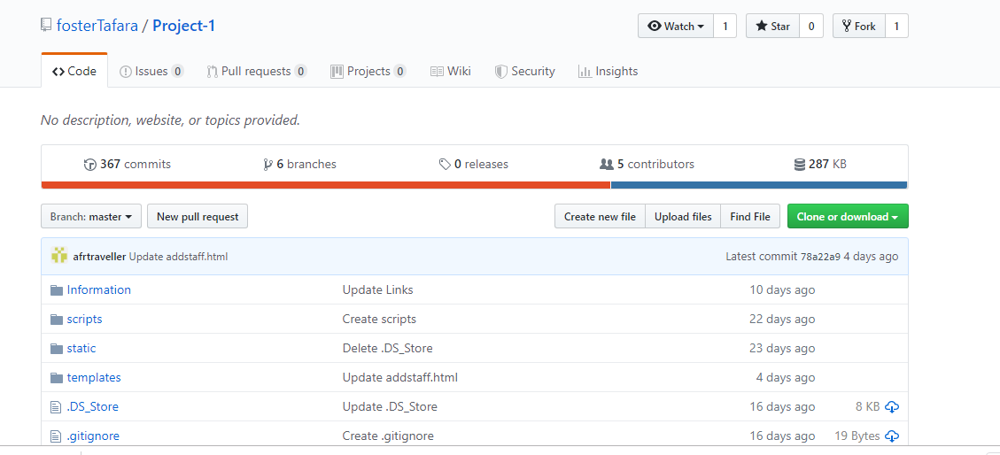 fosterTafara / Project-1 Watch 1 Star 0 Fork 1
Code Issues 0 Pull requests 0 Projects 0 Wiki Security Insights
No description, website, or topics provided.
367 commits 6 branches 0 releases 5 contributors 287 KB
Branch: master New pull request Create new file Upload files Find File Clone or download
afrtraveller Update addstaff.html Latest commit 78a22a9 4 days ago
Information Update Links 10 days ago
scripts Create scripts 22 days ago
static Delete .DS_Store 23 days ago
templates Update addstaff.html 4 days ago
.DS_Store Update .DS_Store 16 days ago 8 KB
.gitignore Create .gitignore 16 days ago 19 Bytes